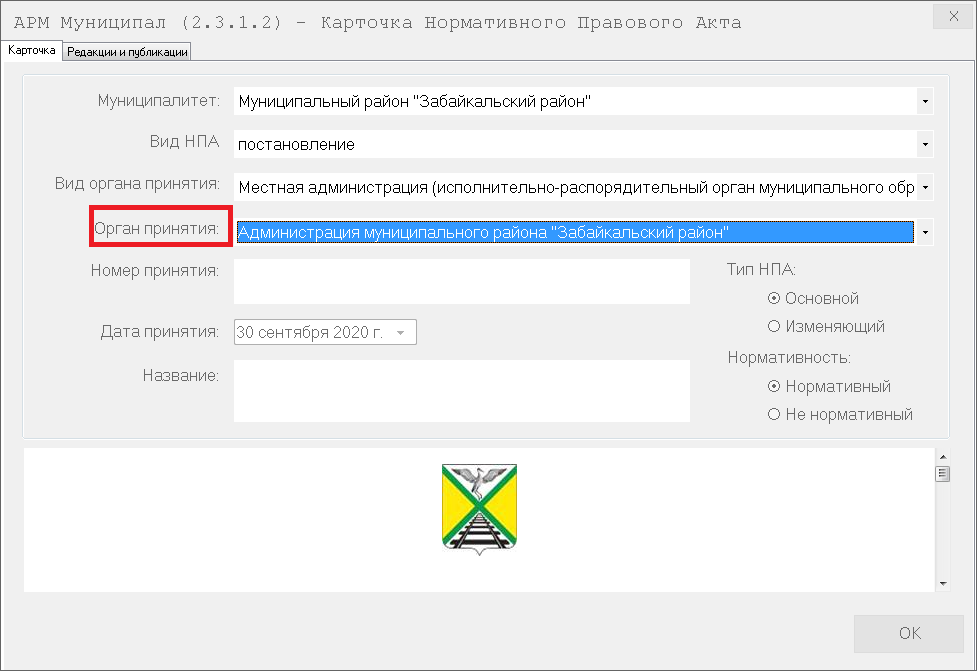 АРМ Муниципал (2.3.1.2) - Карточка Нормативного Правового Акта
Карточка Редакции и публикации
Муниципалитет: Муниципальный район "Забайкальский район"
Вид НПА постановление
Вид органа принятия: Местная администрация (исполнительно-распорядительный орган муниципального обр
Орган принятия: Администрация муниципального района "Забайкальский район"
Номер принятия:
Тип НПА:
Основной
Изменяющий
Дата принятия: 30 сентября 2020 г.
Нормативность:
Название:
Нормативный
Не нормативный
ОК